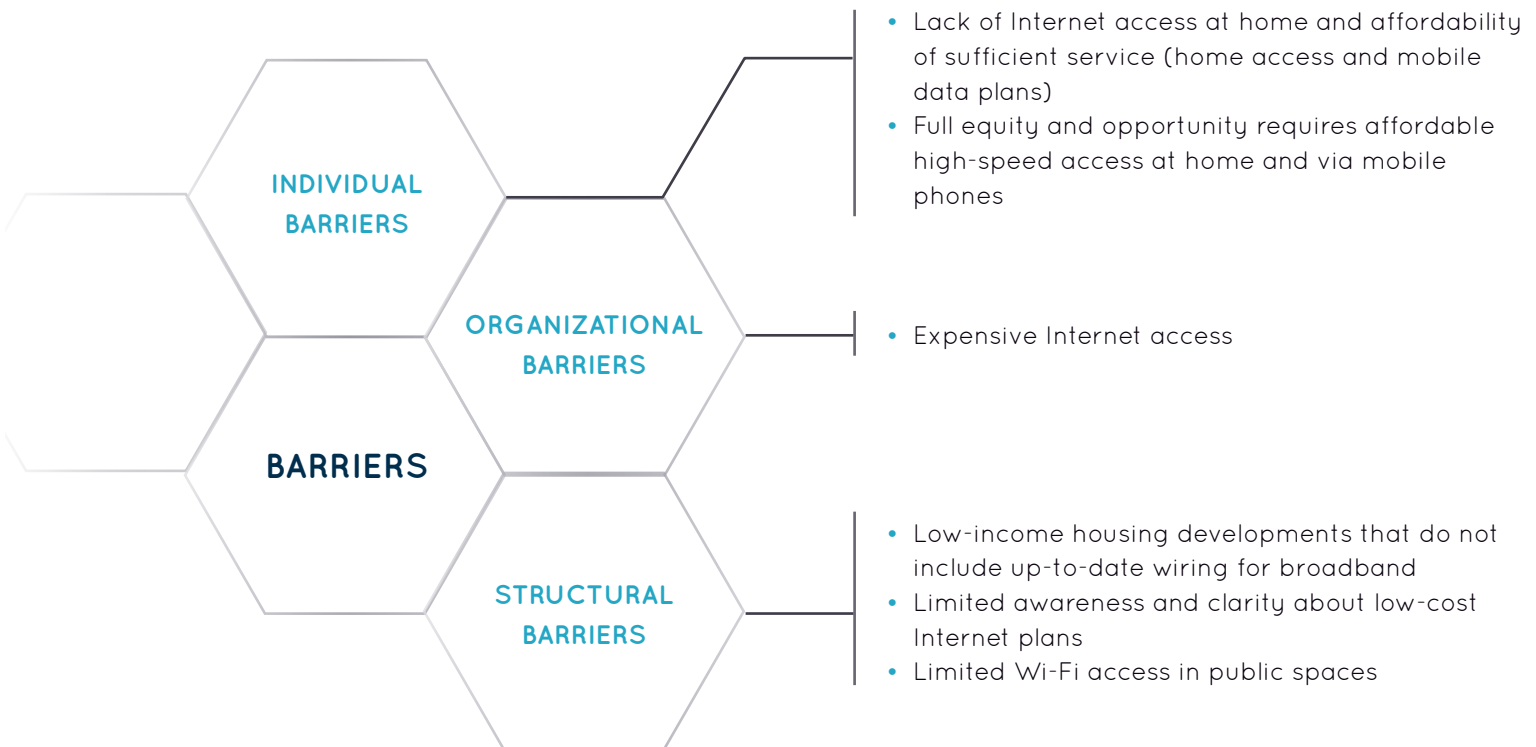 INDIVIDUAL
BARRIERS
• Lack of Internet access at home and affordability
of sufficient service (home access and mobile
data plans)
• Full equity and opportunity requires affordable
high-speed access at home and via mobile
phones
ORGANIZATIONAL
BARRIERS
• Expensive Internet access
BARRIERS
STRUCTURAL
BARRIERS
• Low-income housing developments that do not
include up-to-date wiring for broadband
• Limited awareness and clarity about low-cost
Internet plans
• Limited Wi-Fi access in public spaces